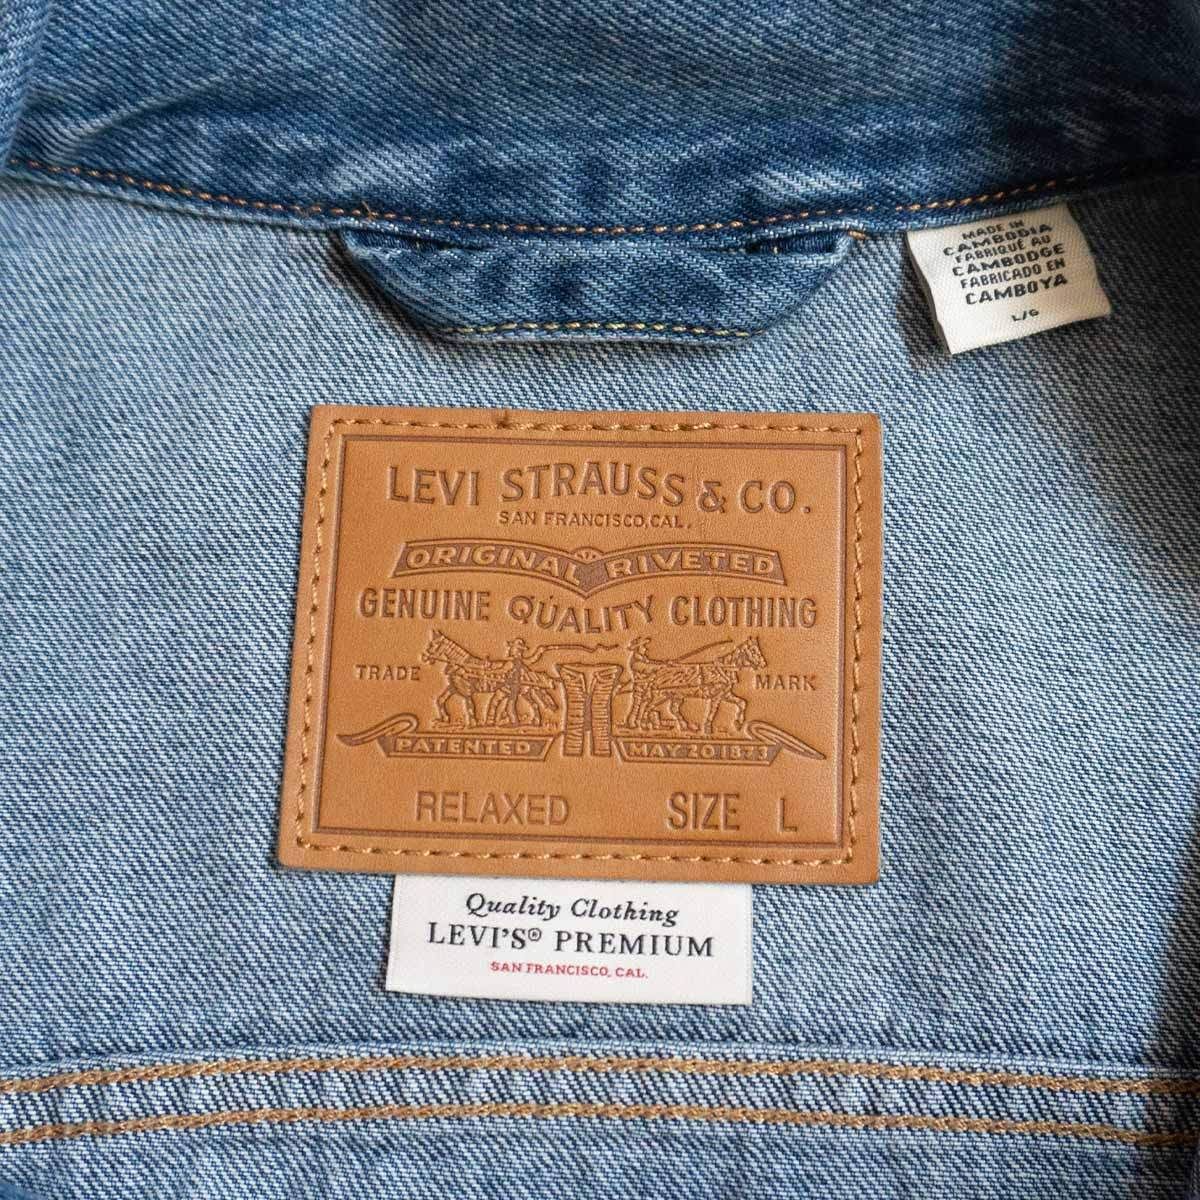 MADE IN
CAMBODIA
FABRIQUÉ AU
CAMBODGE
FABRICADO EN
CAMBOYA
L/G
LEVI STRAUSS & CO.
SAN FRANCISCO, CAL.
ORIGINAL RIVETED
GENUINE QUALITY CLOTHING
TRADE MARK
PATENTED MAY 20 1873
RELAXED SIZE L
Quality Clothing
LEVI'S® PREMIUM
SAN FRANCISCO, CAL.